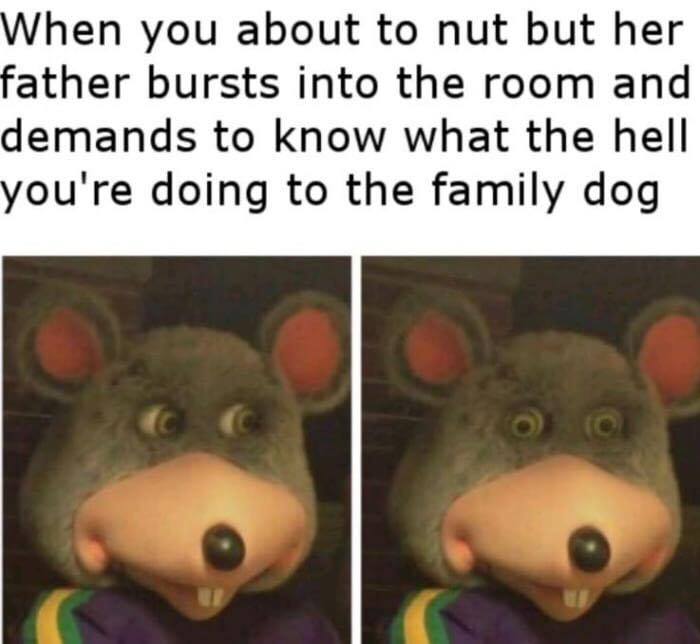 When you about to nut but her
father bursts into the room and
demands to know what the hell
you're doing to the family dog